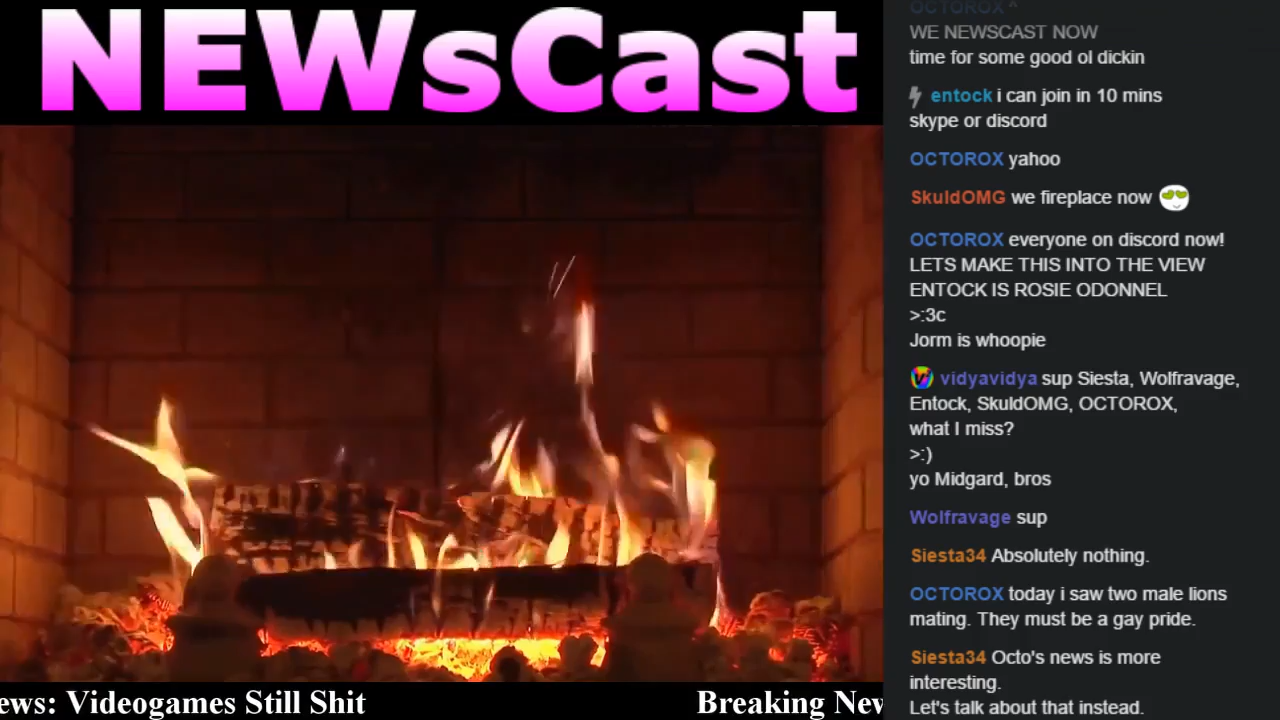 NEWsCast
ews: Videogames Still Shit
Breaking Nev
OCTOROX ^
WE NEWSCAST NOW
time for some good ol dickin
entock i can join in 10 mins
skype or discord
OCTOROX yahoo
SkuldOMG we fireplace now
OCTOROX everyone on discord now!
LETS MAKE THIS INTO THE VIEW
ENTOCK IS ROSIE ODONNEL
>:3c
Jorm is whoopie
vidyavidya sup Siesta, Wolfravage,
Entock, SkuldOMG, OCTOROX,
what I miss?
>:)
yo Midgard, bros
Wolfravage sup
Siesta34 Absolutely nothing.
OCTOROX today i saw two male lions
mating. They must be a gay pride.
Siesta34 Octo's news is more
interesting.
Let's talk about that instead.